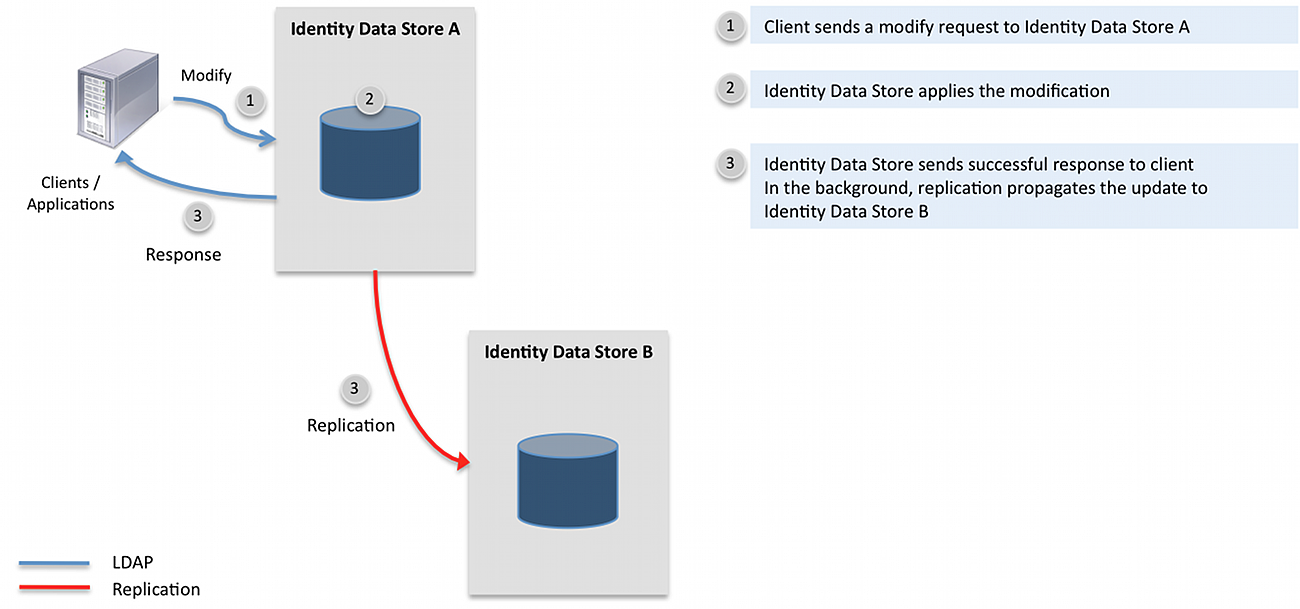 Identity Data Store A
Modify
1
2
Clients /
Applications
3
Response
Identity Data Store B
3
Replication
LDAP
Replication
1
Client sends a modify request to Identity Data Store A
2
Identity Data Store applies the modification
3
Identity Data Store sends successful response to client
In the background, replication propagates the update to
Identity Data Store B